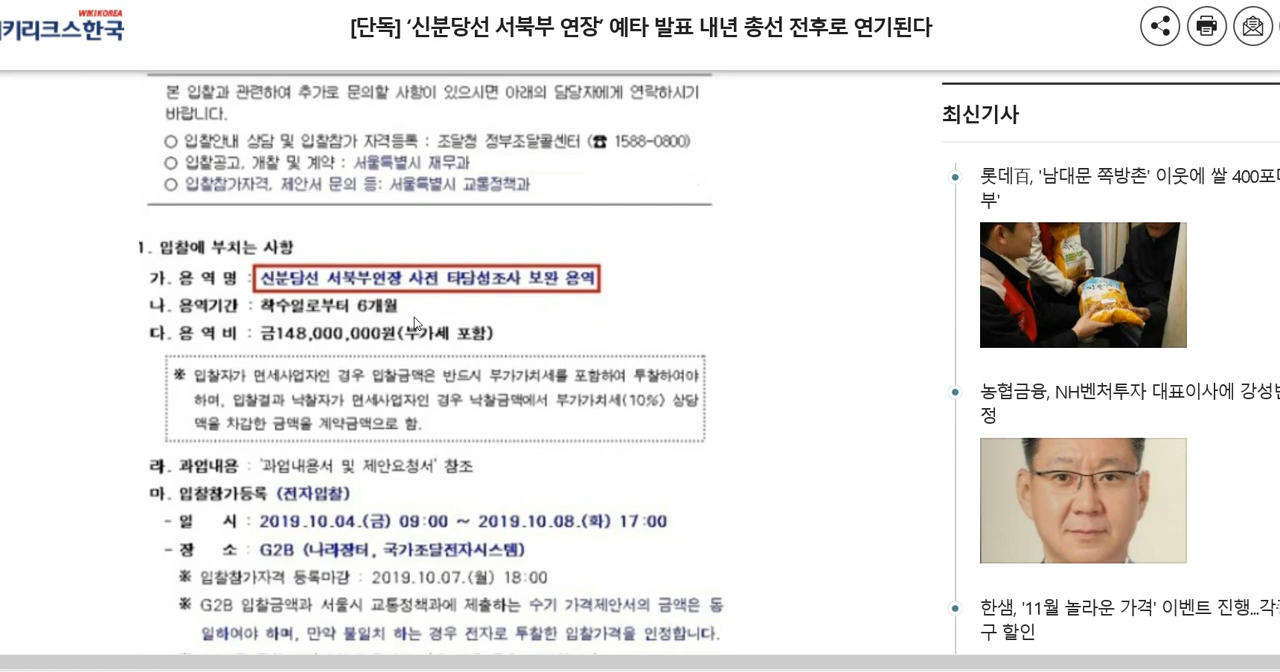 WIKIKOREA
키리크스한국
[단독] ‘신분당선 서북부 연장’ 예타 발표 내년 총선 전후로 연기된다
본 입찰과 관련하여 추가로 문의할 사항이 있으시면 아래의 담당자에게 연락하시기
바랍니다.
○ 입찰안내 상담 및 입찰참가 자격등록 : 조달청 정부조달콜센터 (☎ 1588-0800)
○ 입찰공고, 개찰 및 계약 : 서울특별시 재무과
○ 입찰참가자격, 제안서 문의 등: 서울특별시 교통정책과
1. 입찰에 부치는 사항
가. 용 역 명 : 신분당선 서북부연장 사전 타당성조사 보완 용역
나. 용역기간 : 착수일로부터 6개월
다. 용 역 비 : 금148,000,000원(부가세 포함)
※ 입찰자가 면세사업자인 경우 입찰금액은 반드시 부가가치세를 포함하여 투찰하여야
하며, 입찰결과 낙찰자가 면세사업자인 경우 낙찰금액에서 부가가치세(10%) 상당
액을 차감한 금액을 계약금액으로 함.
라. 과업내용 : '과업내용서 및 제안요청서' 참조
마. 입찰참가등록 (전자입찰)
- 일 시 : 2019.10.04.(금) 09:00 ~ 2019.10.08.(화) 17:00
- 장 소 : G2B (나라장터, 국가조달전자시스템)
※ 입찰참가자격 등록마감 : 2019.10.07.(월) 18:00
※ G2B 입찰금액과 서울시 교통정책과에 제출하는 수기 가격제안서의 금액은 동
일하여야 하며, 만약 불일치 하는 경우 전자로 투찰한 입찰가격을 인정합니다.
최신기사
롯데百, '남대문 쪽방촌' 이웃에 쌀 400포
부'
농협금융, NH벤처투자 대표이사에 강성
정
한샘, '11월 놀라운 가격' 이벤트 진행...각
구 할인